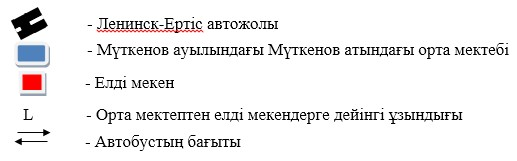 - Ленинск-Ертіс автожолы
- Мүткенов ауылындағы Мүткенов атындағы орта мектебі
- Елді мекен
L - Орта мектептен елді мекендерге дейінгі ұзындығы
- Автобустың бағыты